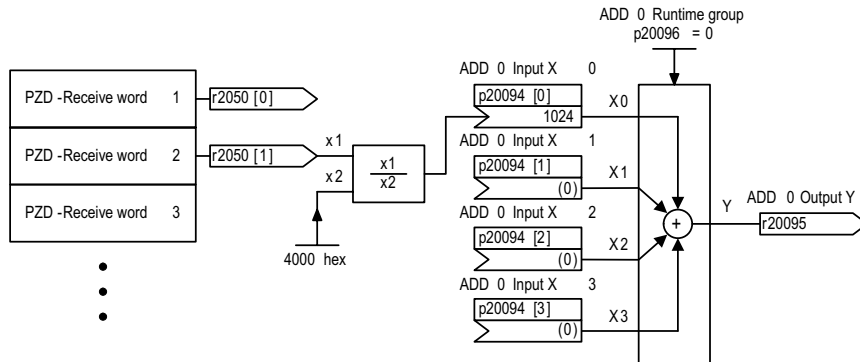 ADD 0 Runtime group
p20096 = 0
PZD -Receive word 1
r2050 [0]
PZD -Receive word 2
r2050 [1]
PZD -Receive word 3
x1
x2
x1
x2
4000 hex
ADD 0 Input X 0
p20094 [0]
1024
X0
ADD 0 Input X 1
p20094 [1]
(0)
X1
ADD 0 Input X 2
p20094 [2]
(0)
X2
ADD 0 Input X 3
p20094 [3]
(0)
X3
+
Y
ADD 0 Output Y
r20095